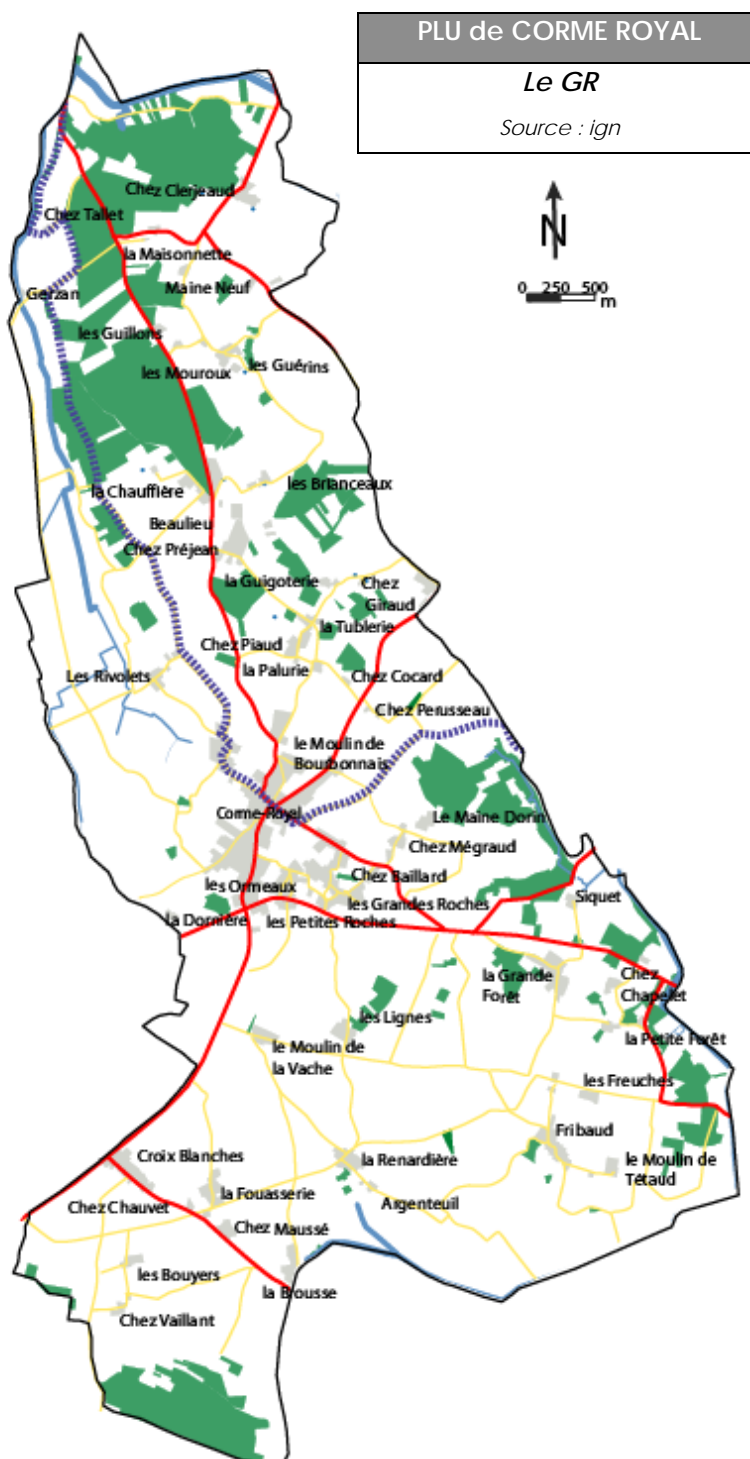 PLU de CORME ROYAL
Le GR
Source : ign
N
0 250 500
m
Chez Clerjeaud
Chez Tallet
la Maisonnette
Maine Neuf
Gerzan
les Guillons
les Guérins
les Mouroux
les Brianceaux
la Chauffière
Beaulieu
Chez Préjean
la Guigoterie
Chez
Giraud
la Tublerie
Chez Piaud
la Palurie
Les Rivolets
Chez Cocard
Chez Perusseau
le Moulin de
Bourbonnais
Corme-Royal
Le Maine Dorin
Chez Mégraud
Chez Baillard
les Ormeaux
les Grandes Roches
Siquet
la Dornière
les Petites Roches
la Grande
Forêt
Chez
Chapelet
les Lignes
la Petite Forêt
le Moulin de
la Vache
les Freuches
Fribaud
Croix Blanches
la Renardière
le Moulin de
Tétaud
la Fouasserie
Chez Chauvet
Argenteuil
Chez Maussé
les Bouyers
la Brousse
Chez Vaillant